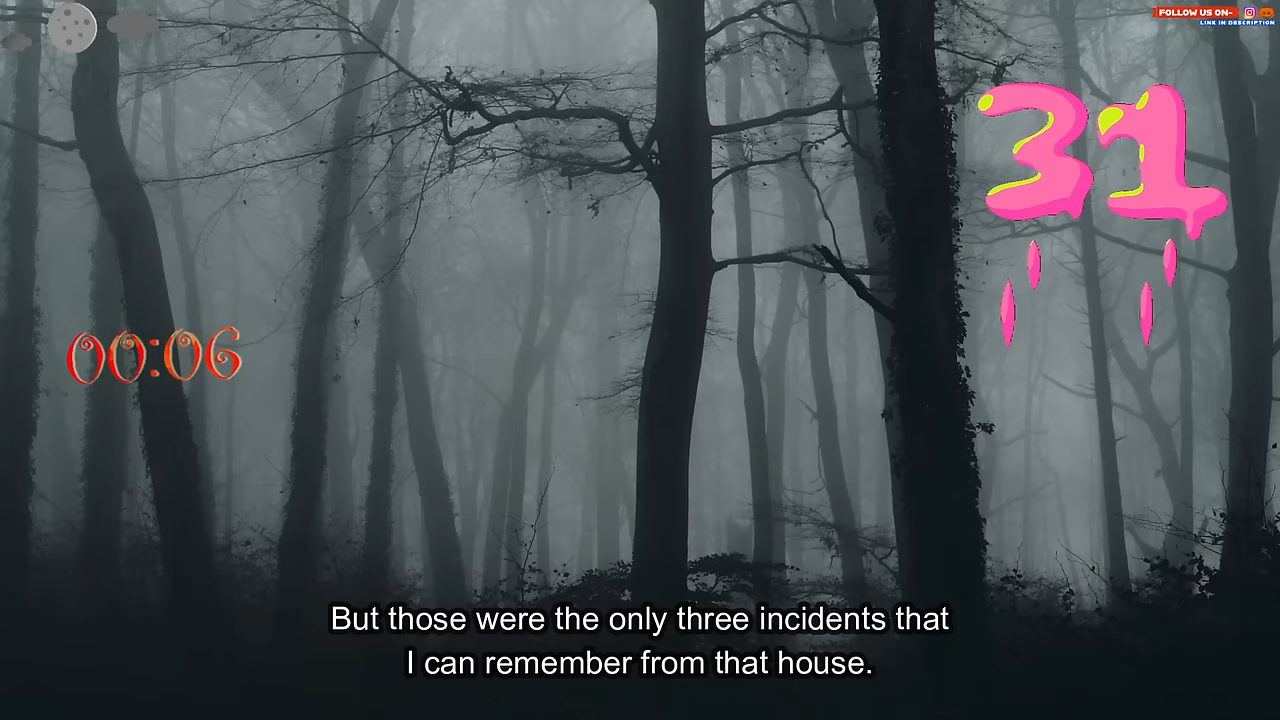 FOLLOW US ON-
LINK IN DESCRIPTION
31
00:06
But those were the only three incidents that
I can remember from that house.